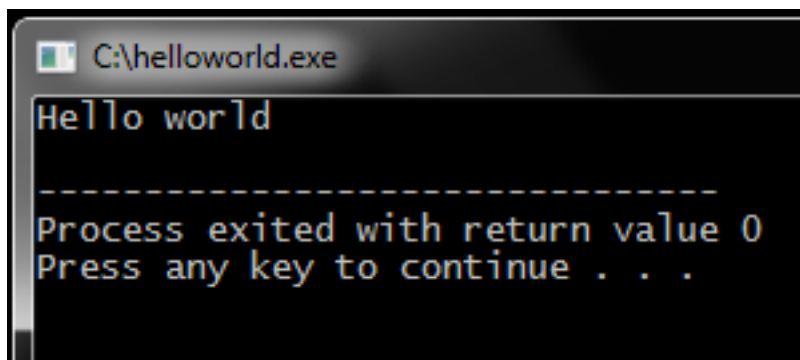 C:\helloworld.exe
Hello world
--------------------------------
Process exited with return value 0
Press any key to continue . . .